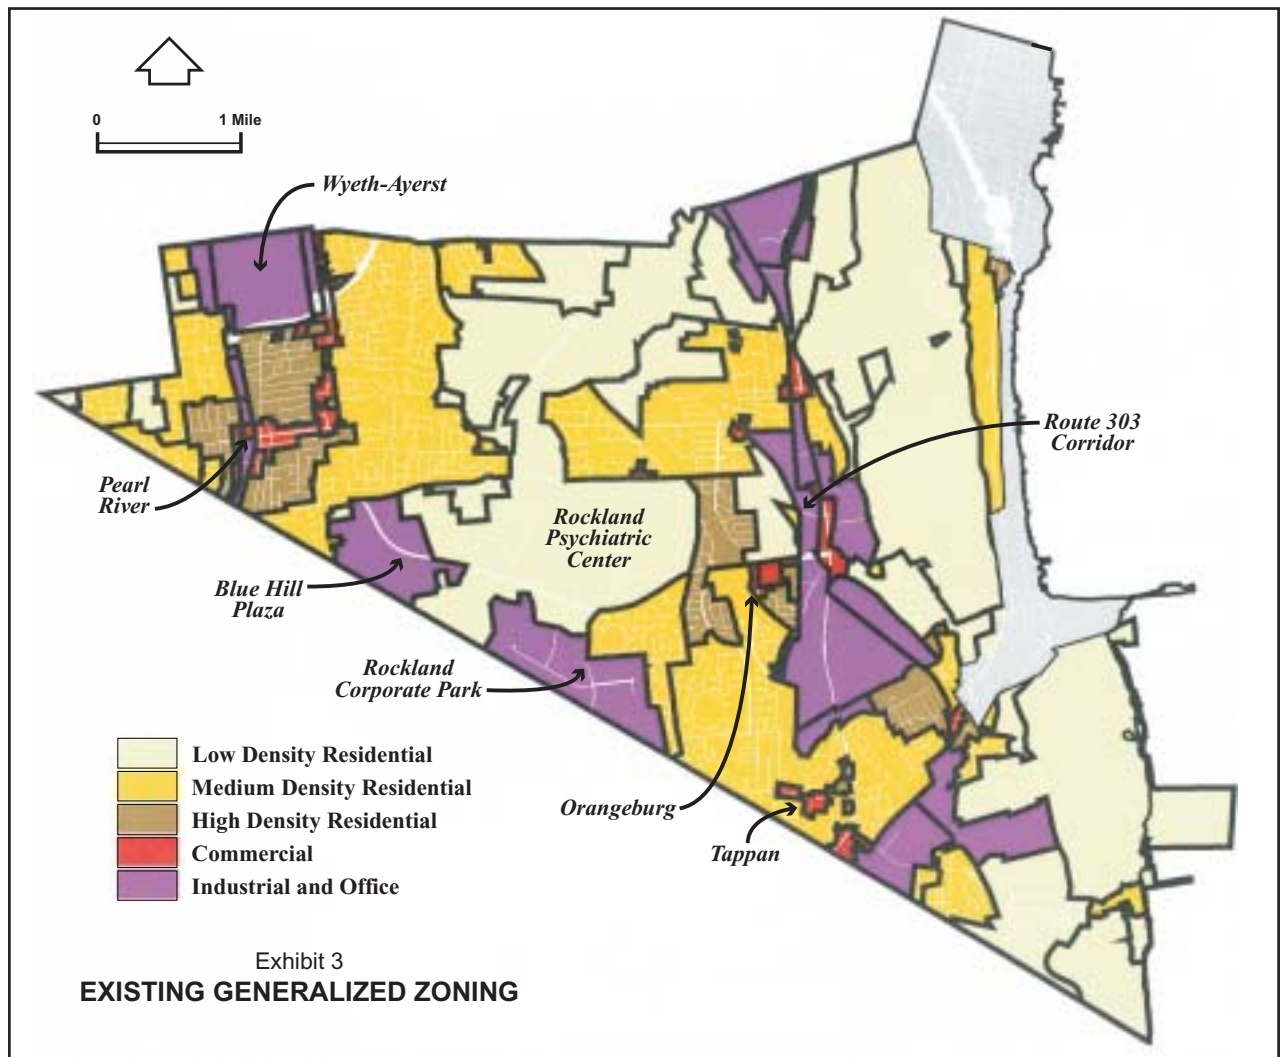 0 1 Mile
Wyeth-Ayerst
Route 303
Corridor
Pearl
River
Rockland
Psychiatric
Center
Blue Hill
Plaza
Rockland
Corporate Park
Orangeburg
Tappan
Low Density Residential
Medium Density Residential
High Density Residential
Commercial
Industrial and Office
Exhibit 3
EXISTING GENERALIZED ZONING